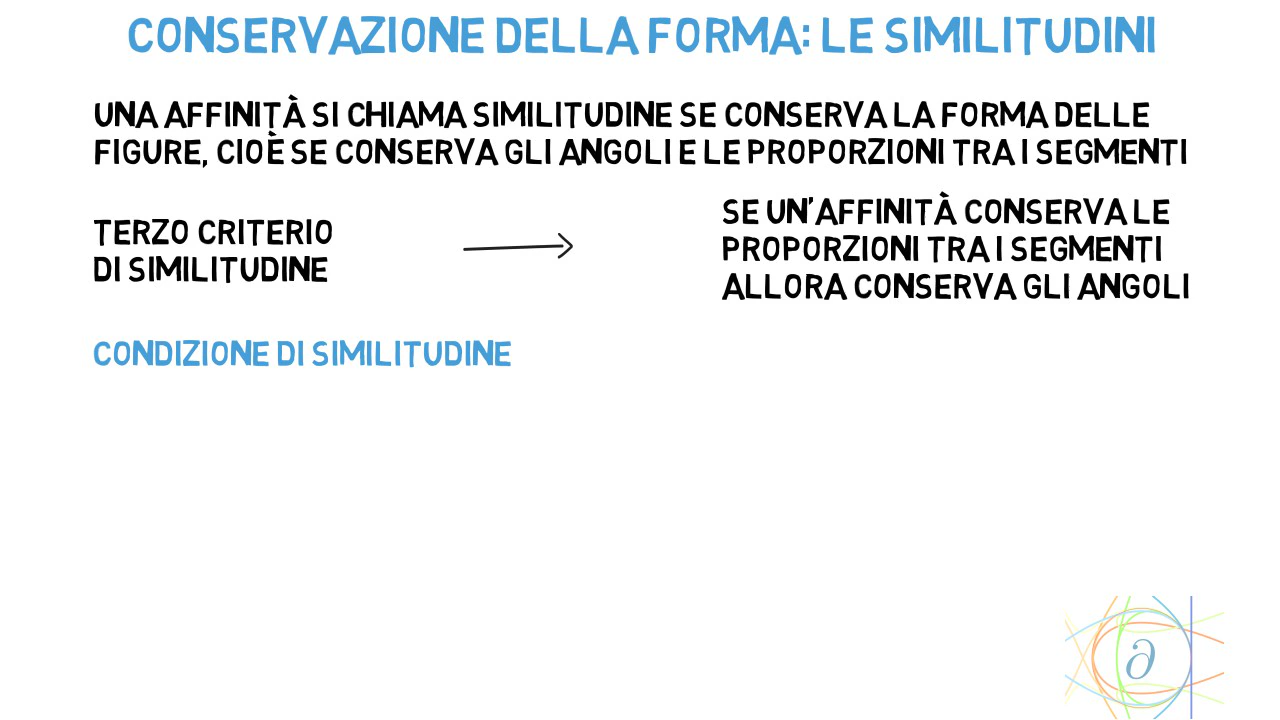 CONSERVAZIONE DELLA FORMA: LE SIMILITUDINI
UNA AFFINITÀ SI CHIAMA SIMILITUDINE SE CONSERVA LA FORMA DELLE
FIGURE, CIOÈ SE CONSERVA GLI ANGOLI E LE PROPORZIONI TRA I SEGMENTI
TERZO CRITERIO
DI SIMILITUDINE
SE UN'AFFINITÀ CONSERVA LE
PROPORZIONI TRA I SEGMENTI
ALLORA CONSERVA GLI ANGOLI
CONDIZIONE DI SIMILITUDINE
∂